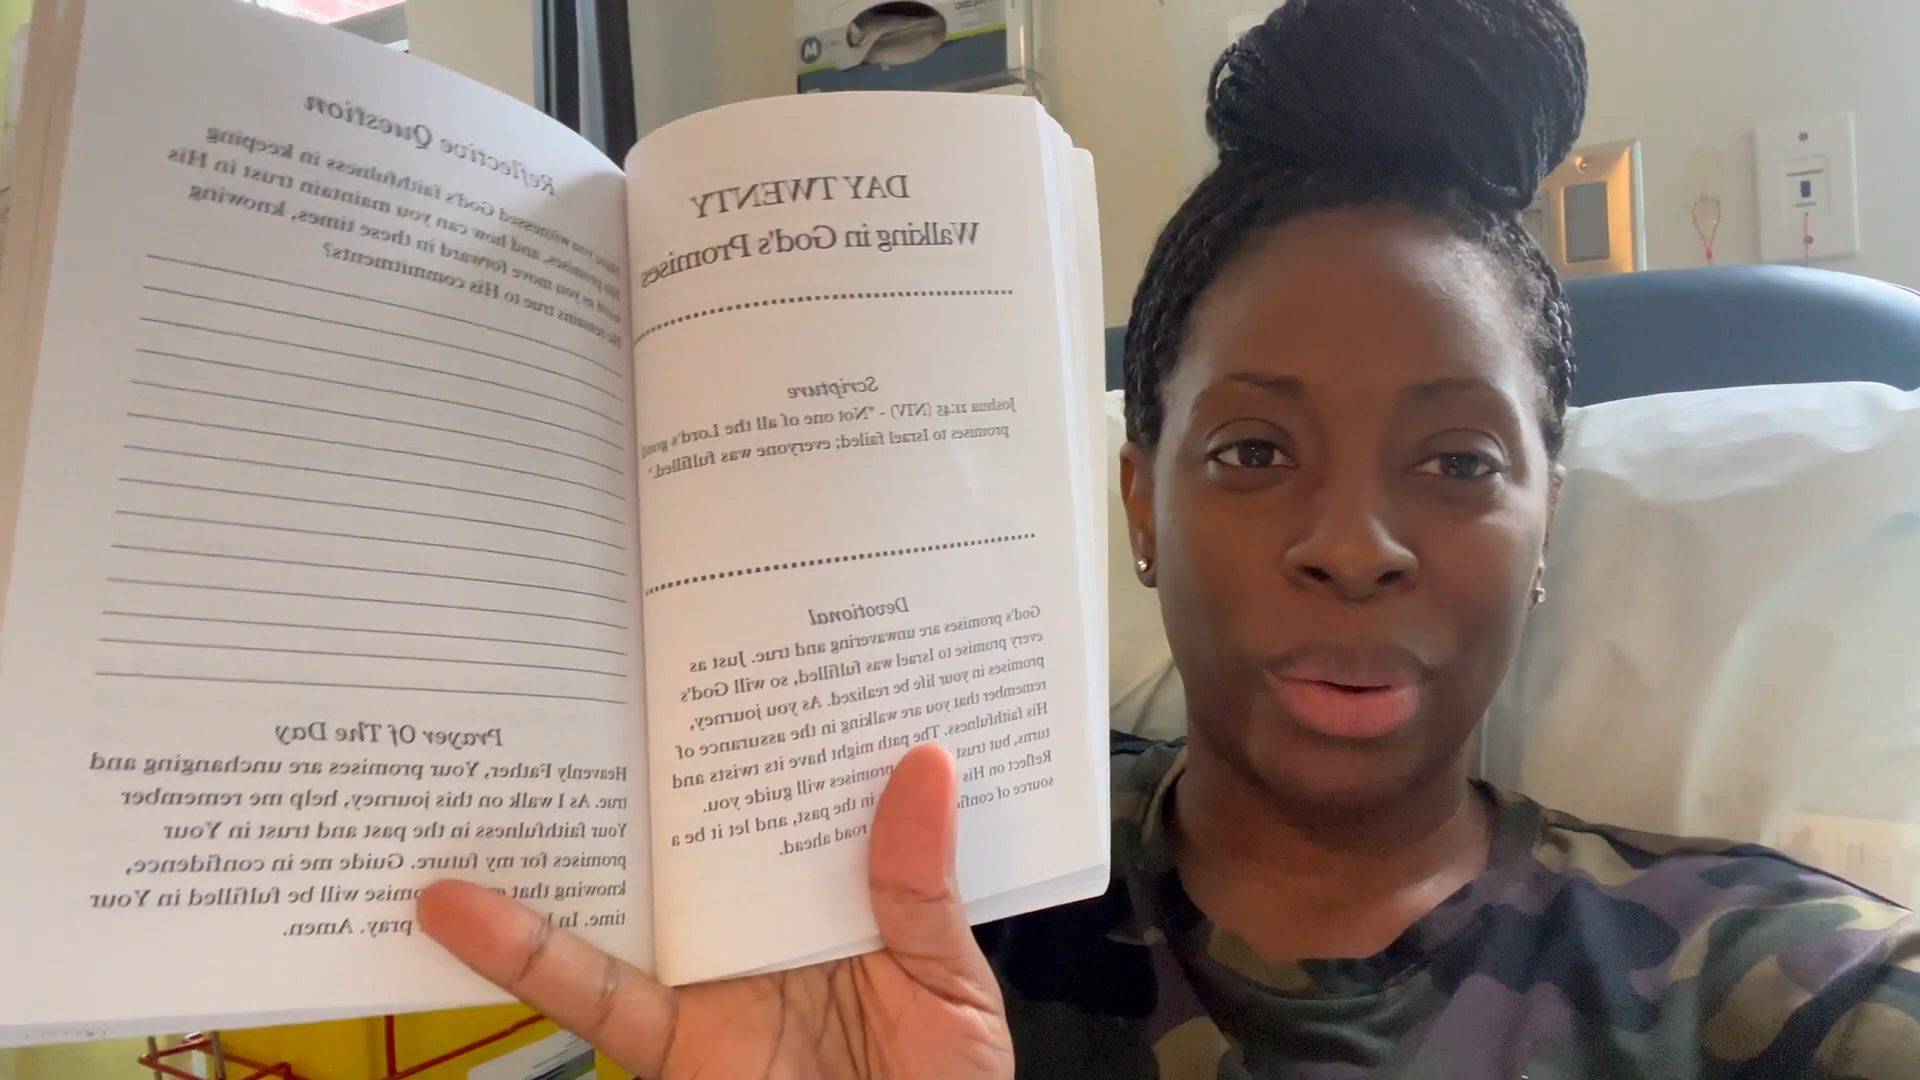 M
DAY TWENTY
Walking in God's Promises
Scripture
Joshua 21:45 (NIV) - "Not one of all the Lord's good
promises to Israel failed; everyone was fulfilled."
Devotional
God's promises are unwavering and true. Just as
every promise to Israel was fulfilled, so will God's
promises in your life be realized. As you journey,
remember that you are walking in the assurance of
His faithfulness. The path might have its twists and
turns, but trust promises will guide you.
Reflect on His in the past, and let it be a
source of road ahead.
Reflective Question
Have you witnessed God's faithfulness in keeping
His promises, and how can you maintain trust in His
word as you move forward in these times, knowing
He remains true to His commitments?
Prayer Of The Day
Heavenly Father, Your promises are unchanging and
true. As I walk on this journey, help me remember
Your faithfulness in the past and trust in Your
promises for my future. Guide me in confidence,
knowing that will be fulfilled in Your
time. In pray. Amen.